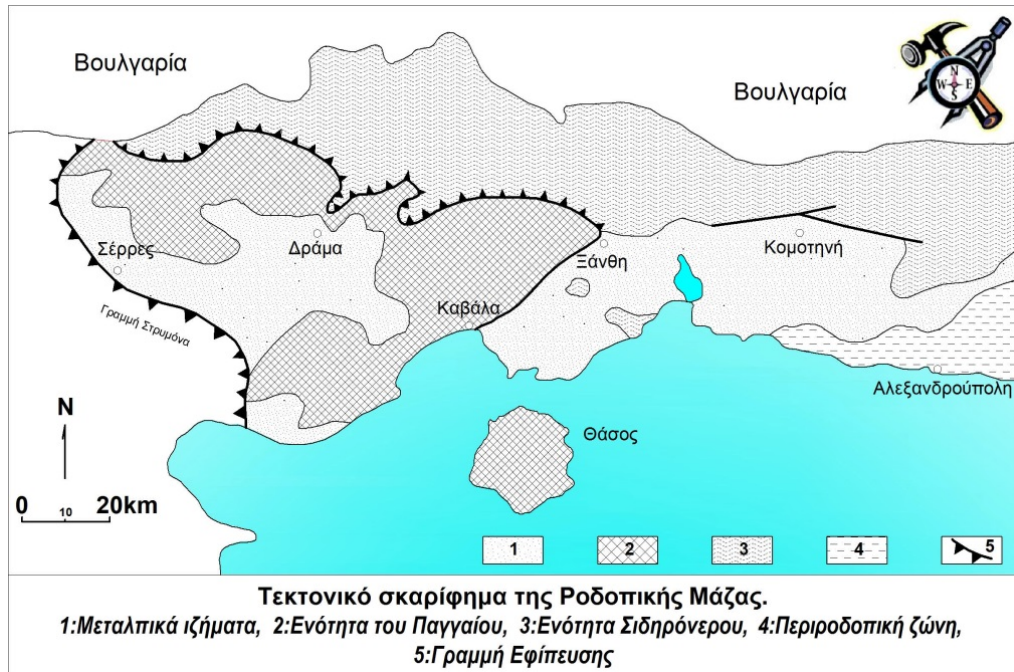 Βουλγαρία
Βουλγαρία
N
W E
S
Σέρρες
Δράμα
Ξάνθη
Κομοτηνή
Καβάλα
Γραμμή Στρυμόνα
Αλεξανδρούπολη
Θάσος
N
0 10 20km
1 2 3 4 5
Τεκτονικό σκαρίφημα της Ροδοπικής Μάζας.
1:Μεταλπικά ιζήματα, 2:Ενότητα του Παγγαίου, 3:Ενότητα Σιδηρόνερου, 4:Περιροδοπική ζώνη,
5:Γραμμή Εφίπευσης